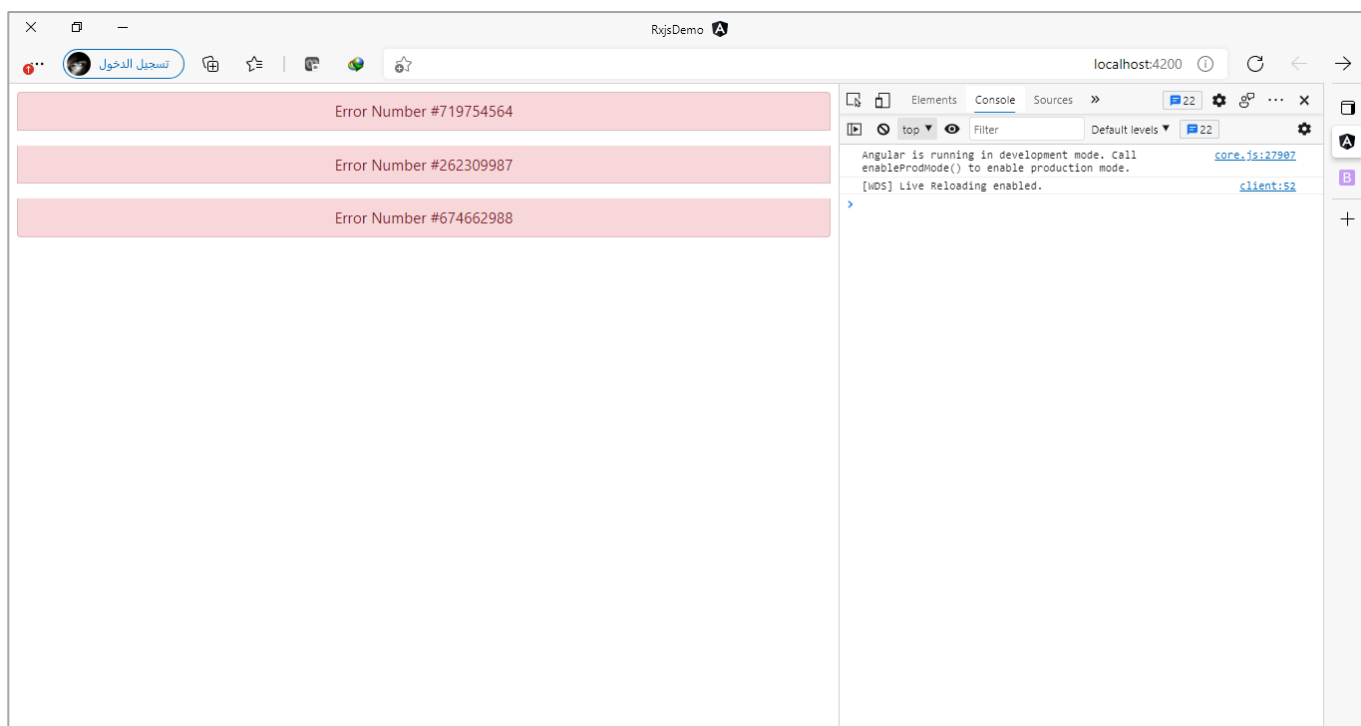 RxjsDemo
تسجيل الدخول
localhost:4200
Error Number #719754564
Error Number #262309987
Error Number #674662988
Elements Console Sources » 22
top Filter Default levels 22
Angular is running in development mode. Call core.js:27907
enableProdMode() to enable production mode.
[WDS] Live Reloading enabled. client:52
B